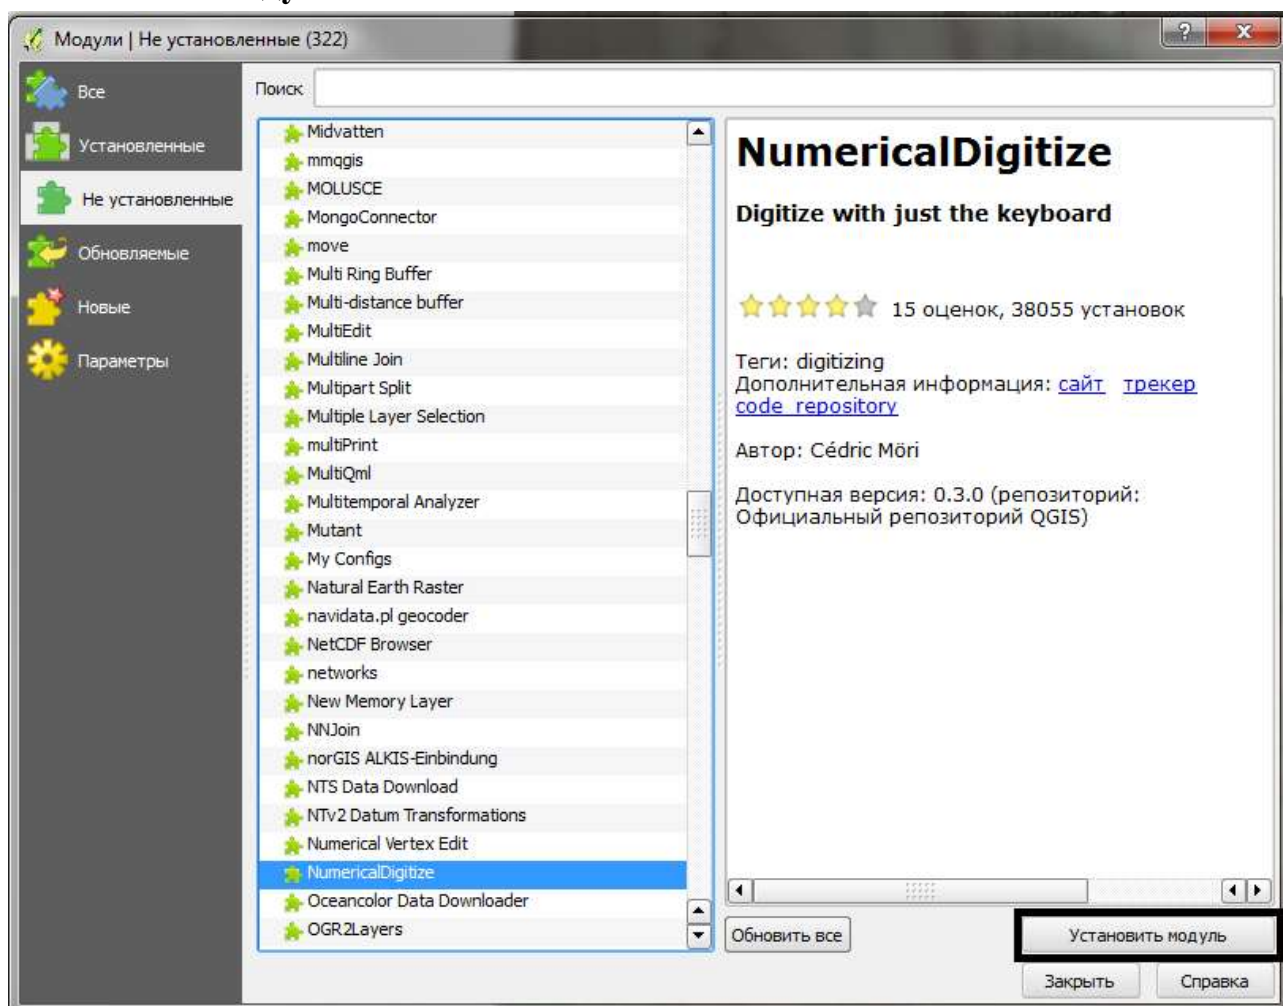 Модули | Не установленные (322)
Все
Установленные
Не установленные
Обновляемые
Новые
Параметры
Поиск
Midvatten
mmqgis
MOLUSCE
MongoConnector
move
Multi Ring Buffer
Multi-distance buffer
MultiEdit
Multiline Join
Multipart Split
Multiple Layer Selection
multiPrint
MultiQml
Multitemporal Analyzer
Mutant
My Configs
Natural Earth Raster
navidata.pl geocoder
NetCDF Browser
networks
New Memory Layer
NNJoin
norGIS ALKIS-Einbindung
NTS Data Download
NTv2 Datum Transformations
Numerical Vertex Edit
NumericalDigitize
Oceancolor Data Downloader
OGR2Layers
NumericalDigitize
Digitize with just the keyboard
15 оценок, 38055 установок
Теги: digitizing
Дополнительная информация: сайт трекер
code repository
Автор: Cédric Möri
Доступная версия: 0.3.0 (репозиторий:
Официальный репозиторий QGIS)
Обновить все
Установить модуль
Закрыть
Справка